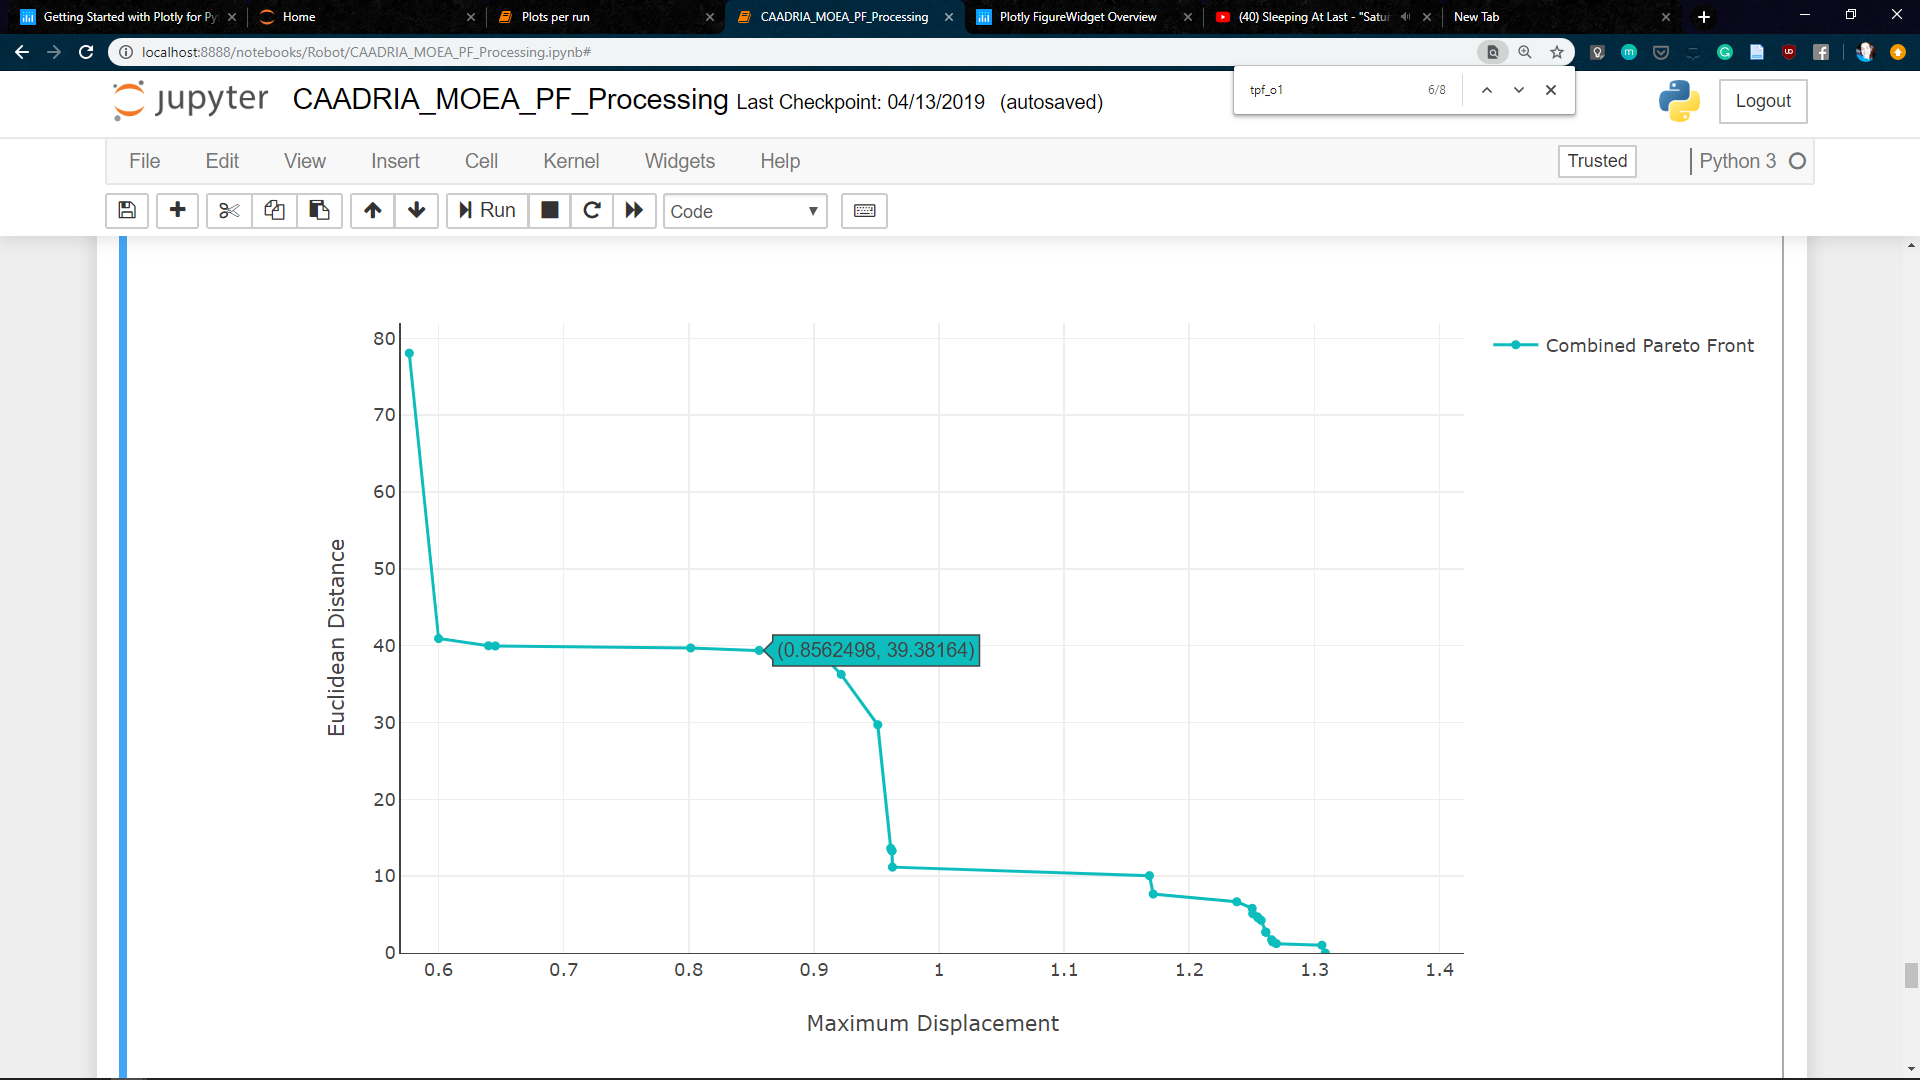 Getting Started with Plotly for Py
Home
Plots per run
CAADRIA_MOEA_PF_Processing
Plotly FigureWidget Overview
(40) Sleeping At Last - "Satur
New Tab
localhost:8888/notebooks/Robot/CAADRIA_MOEA_PF_Processing.ipynb#
tpf_o1 6/8
jupyter CAADRIA_MOEA_PF_Processing Last Checkpoint: 04/13/2019 (autosaved)
Logout
File Edit View Insert Cell Kernel Widgets Help
Trusted
Python 3
Run
Code
80
70
60
50
40
30
20
10
0
Euclidean Distance
Combined Pareto Front
(0.8562498, 39.38164)
0.6 0.7 0.8 0.9 1 1.1 1.2 1.3 1.4
Maximum Displacement